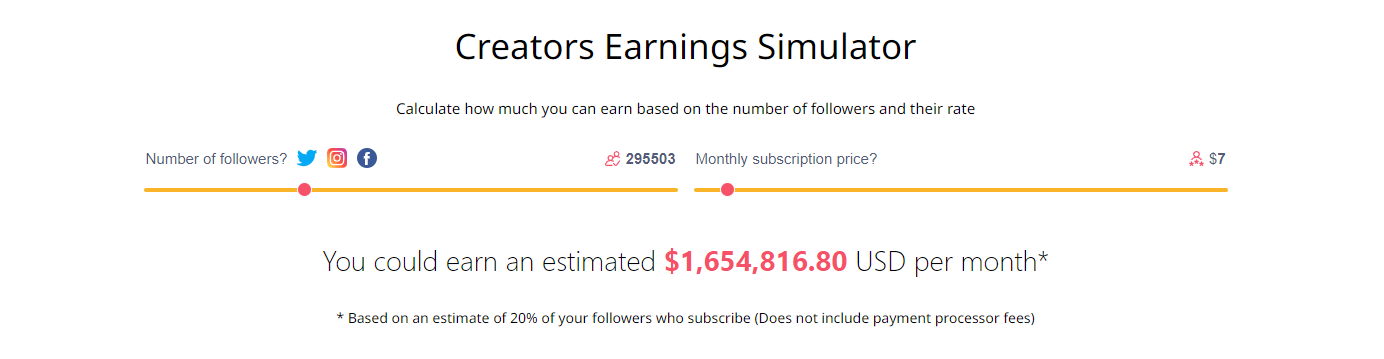 Creators Earnings Simulator
Calculate how much you can earn based on the number of followers and their rate
Number of followers? 295503 Monthly subscription price? $7
You could earn an estimated $1,654,816.80 USD per month*
* Based on an estimate of 20% of your followers who subscribe (Does not include payment processor fees)